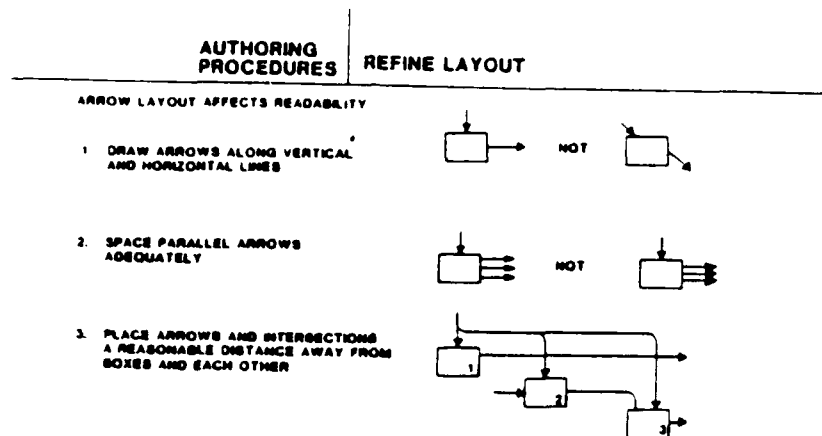 AUTHORING
PROCEDURES
REFINE LAYOUT
ARROW LAYOUT AFFECTS READABILITY
1 DRAW ARROWS ALONG VERTICAL
AND HORIZONTAL LINES
NOT
2. SPACE PARALLEL ARROWS
ADEQUATELY
NOT
3. PLACE ARROWS AND INTERSECTIONS
A REASONABLE DISTANCE AWAY FROM
BOXES AND EACH OTHER
1
2
3